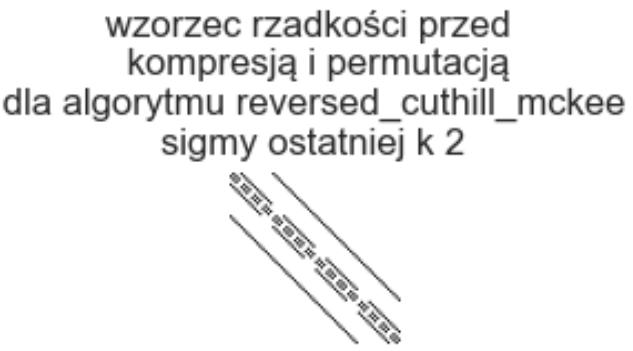 wzorzec rzadkości przed
kompresją i permutacją
dla algorytmu reversed_cuthill_mckee
sigmy ostatniej k 2